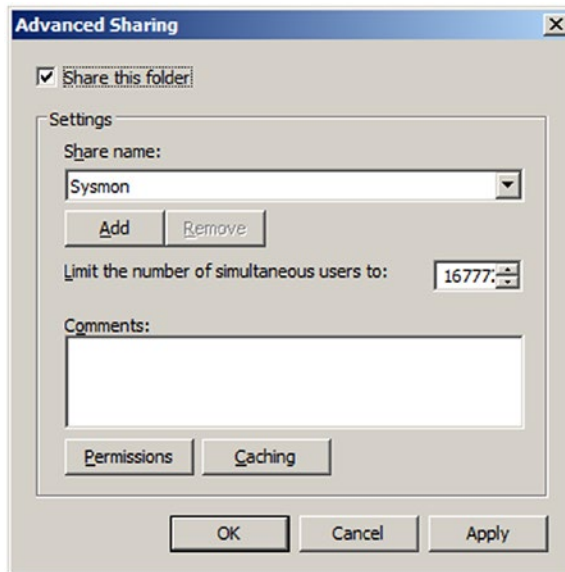 Advanced Sharing
Share this folder
Settings
Share name:
Sysmon
Add Remove
Limit the number of simultaneous users to:
Comments:
Permissions Caching
OK Cancel Apply